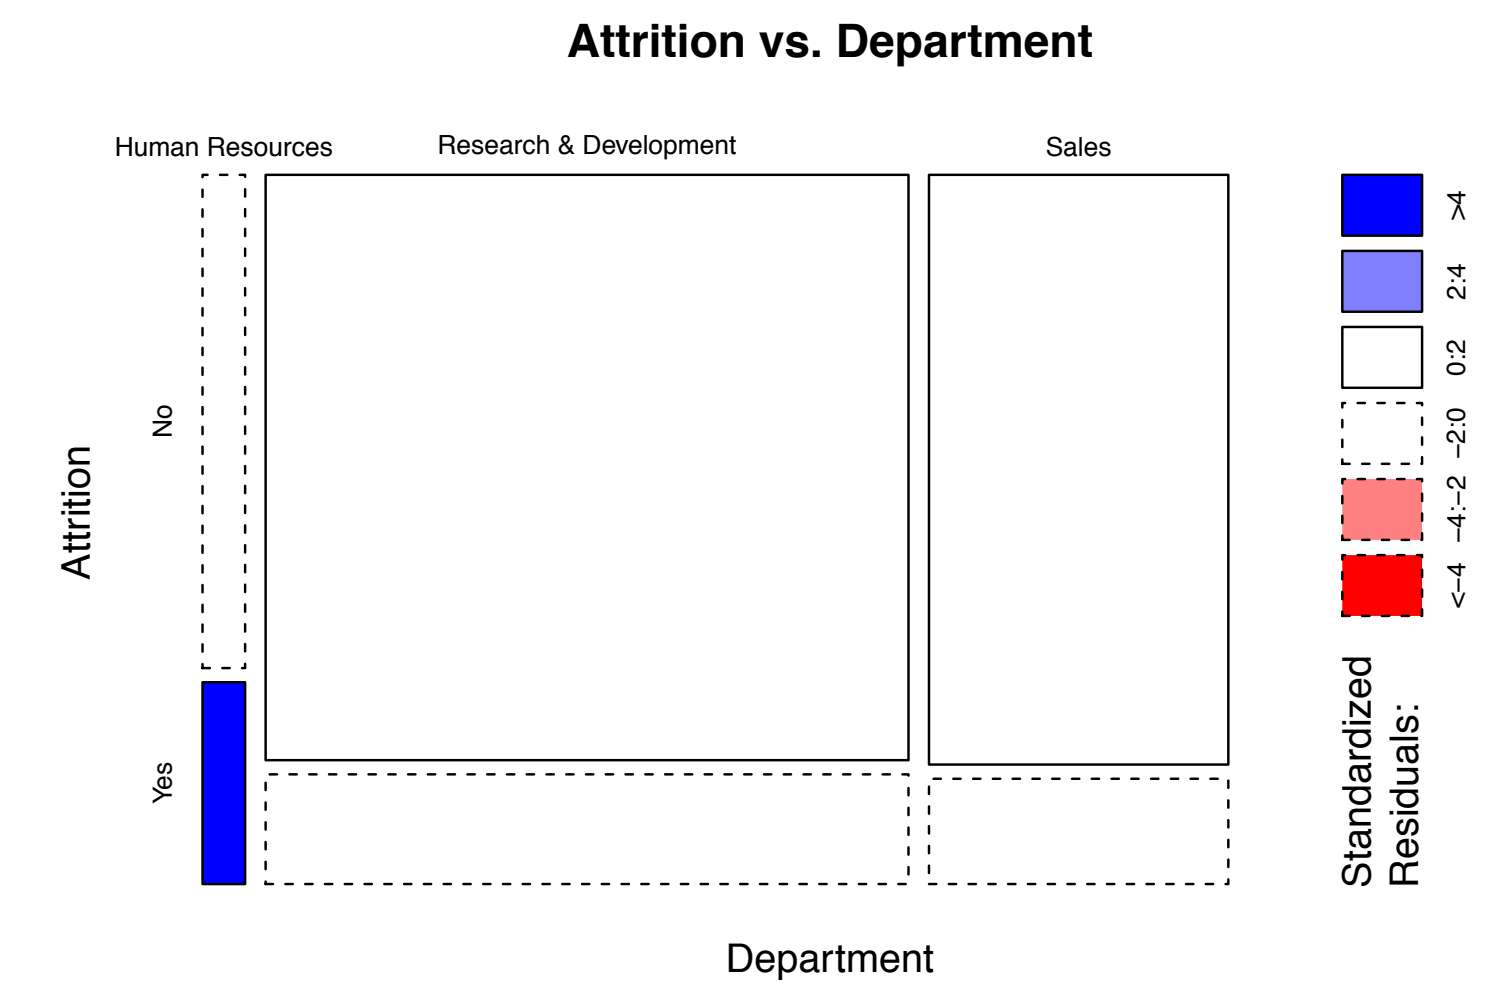 Attrition vs. Department
Human Resources
Research & Development
Sales
No
Yes
Attrition
Department
>4
2:4
0:2
−2:0
−4:−2
<−4
Standardized
Residuals: